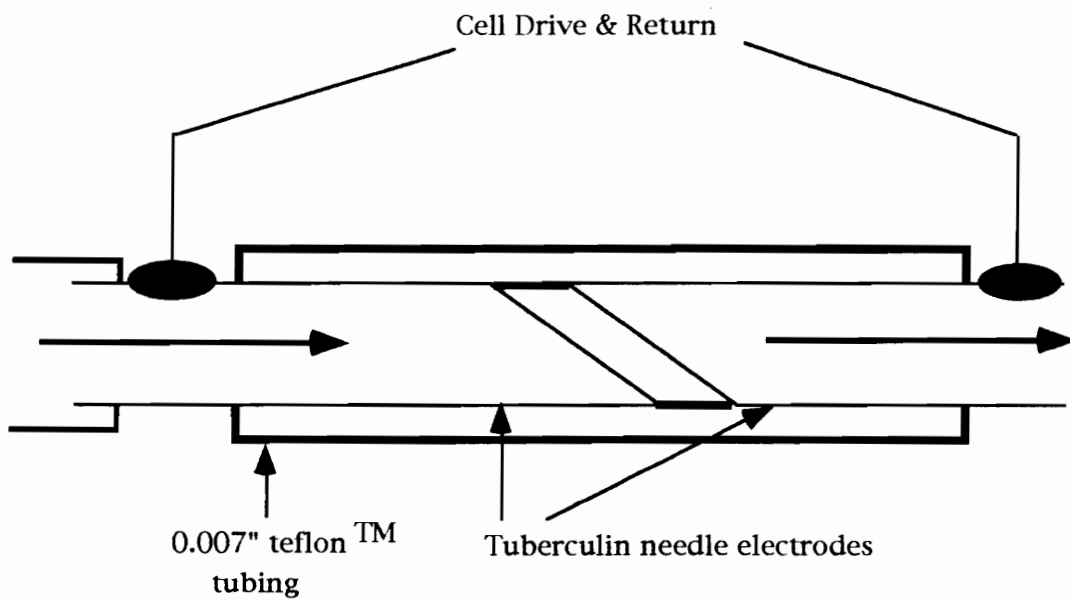 Cell Drive & Return
0.007" teflon TM
tubing
Tuberculin needle electrodes